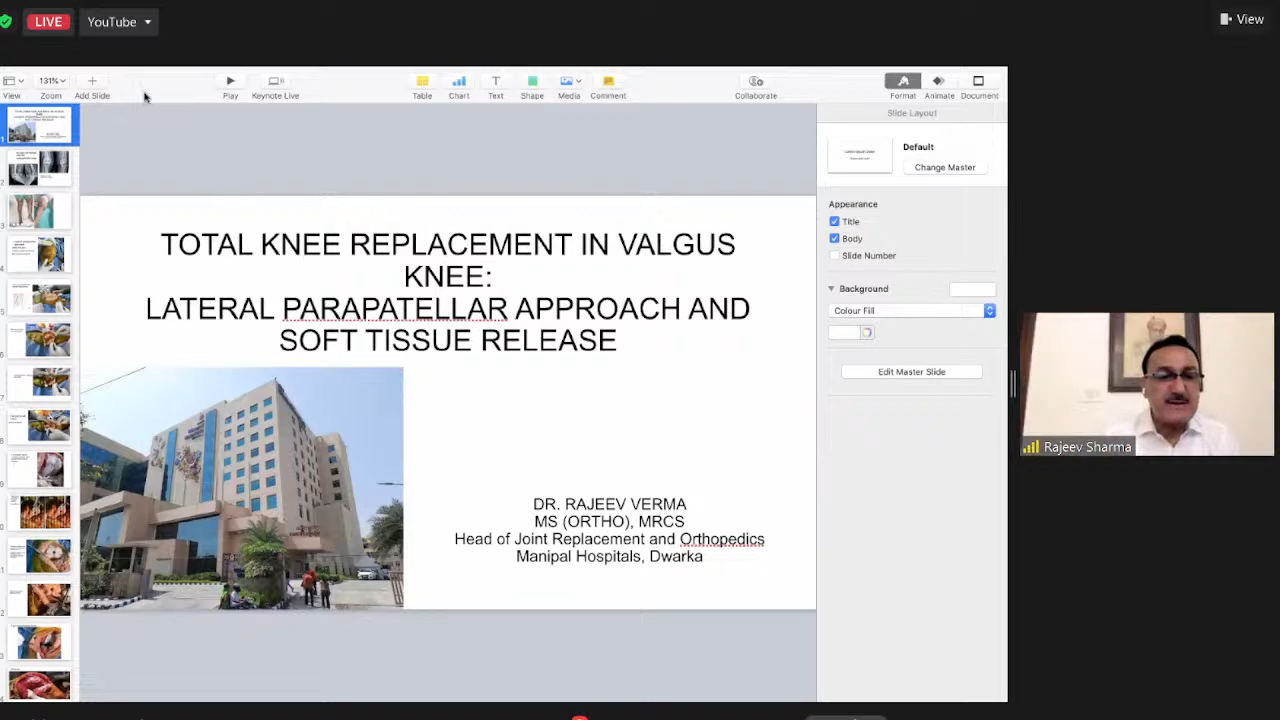 LIVE
YouTube
View
131%
View
Zoom
Add Slide
Play
Keynote Live
Table
Chart
Text
Shape
Media
Comment
Collaborate
Format
Animate
Document
Slide Layout
Default
Change Master
Appearance
Title
Body
Slide Number
Background
Colour Fill
Edit Master Slide
TOTAL KNEE REPLACEMENT IN VALGUS
KNEE:
LATERAL PARAPATELLAR APPROACH AND
SOFT TISSUE RELEASE
DR. RAJEEV VERMA
MS (ORTHO), MRCS
Head of Joint Replacement and Orthopedics
Manipal Hospitals, Dwarka
Rajeev Sharma